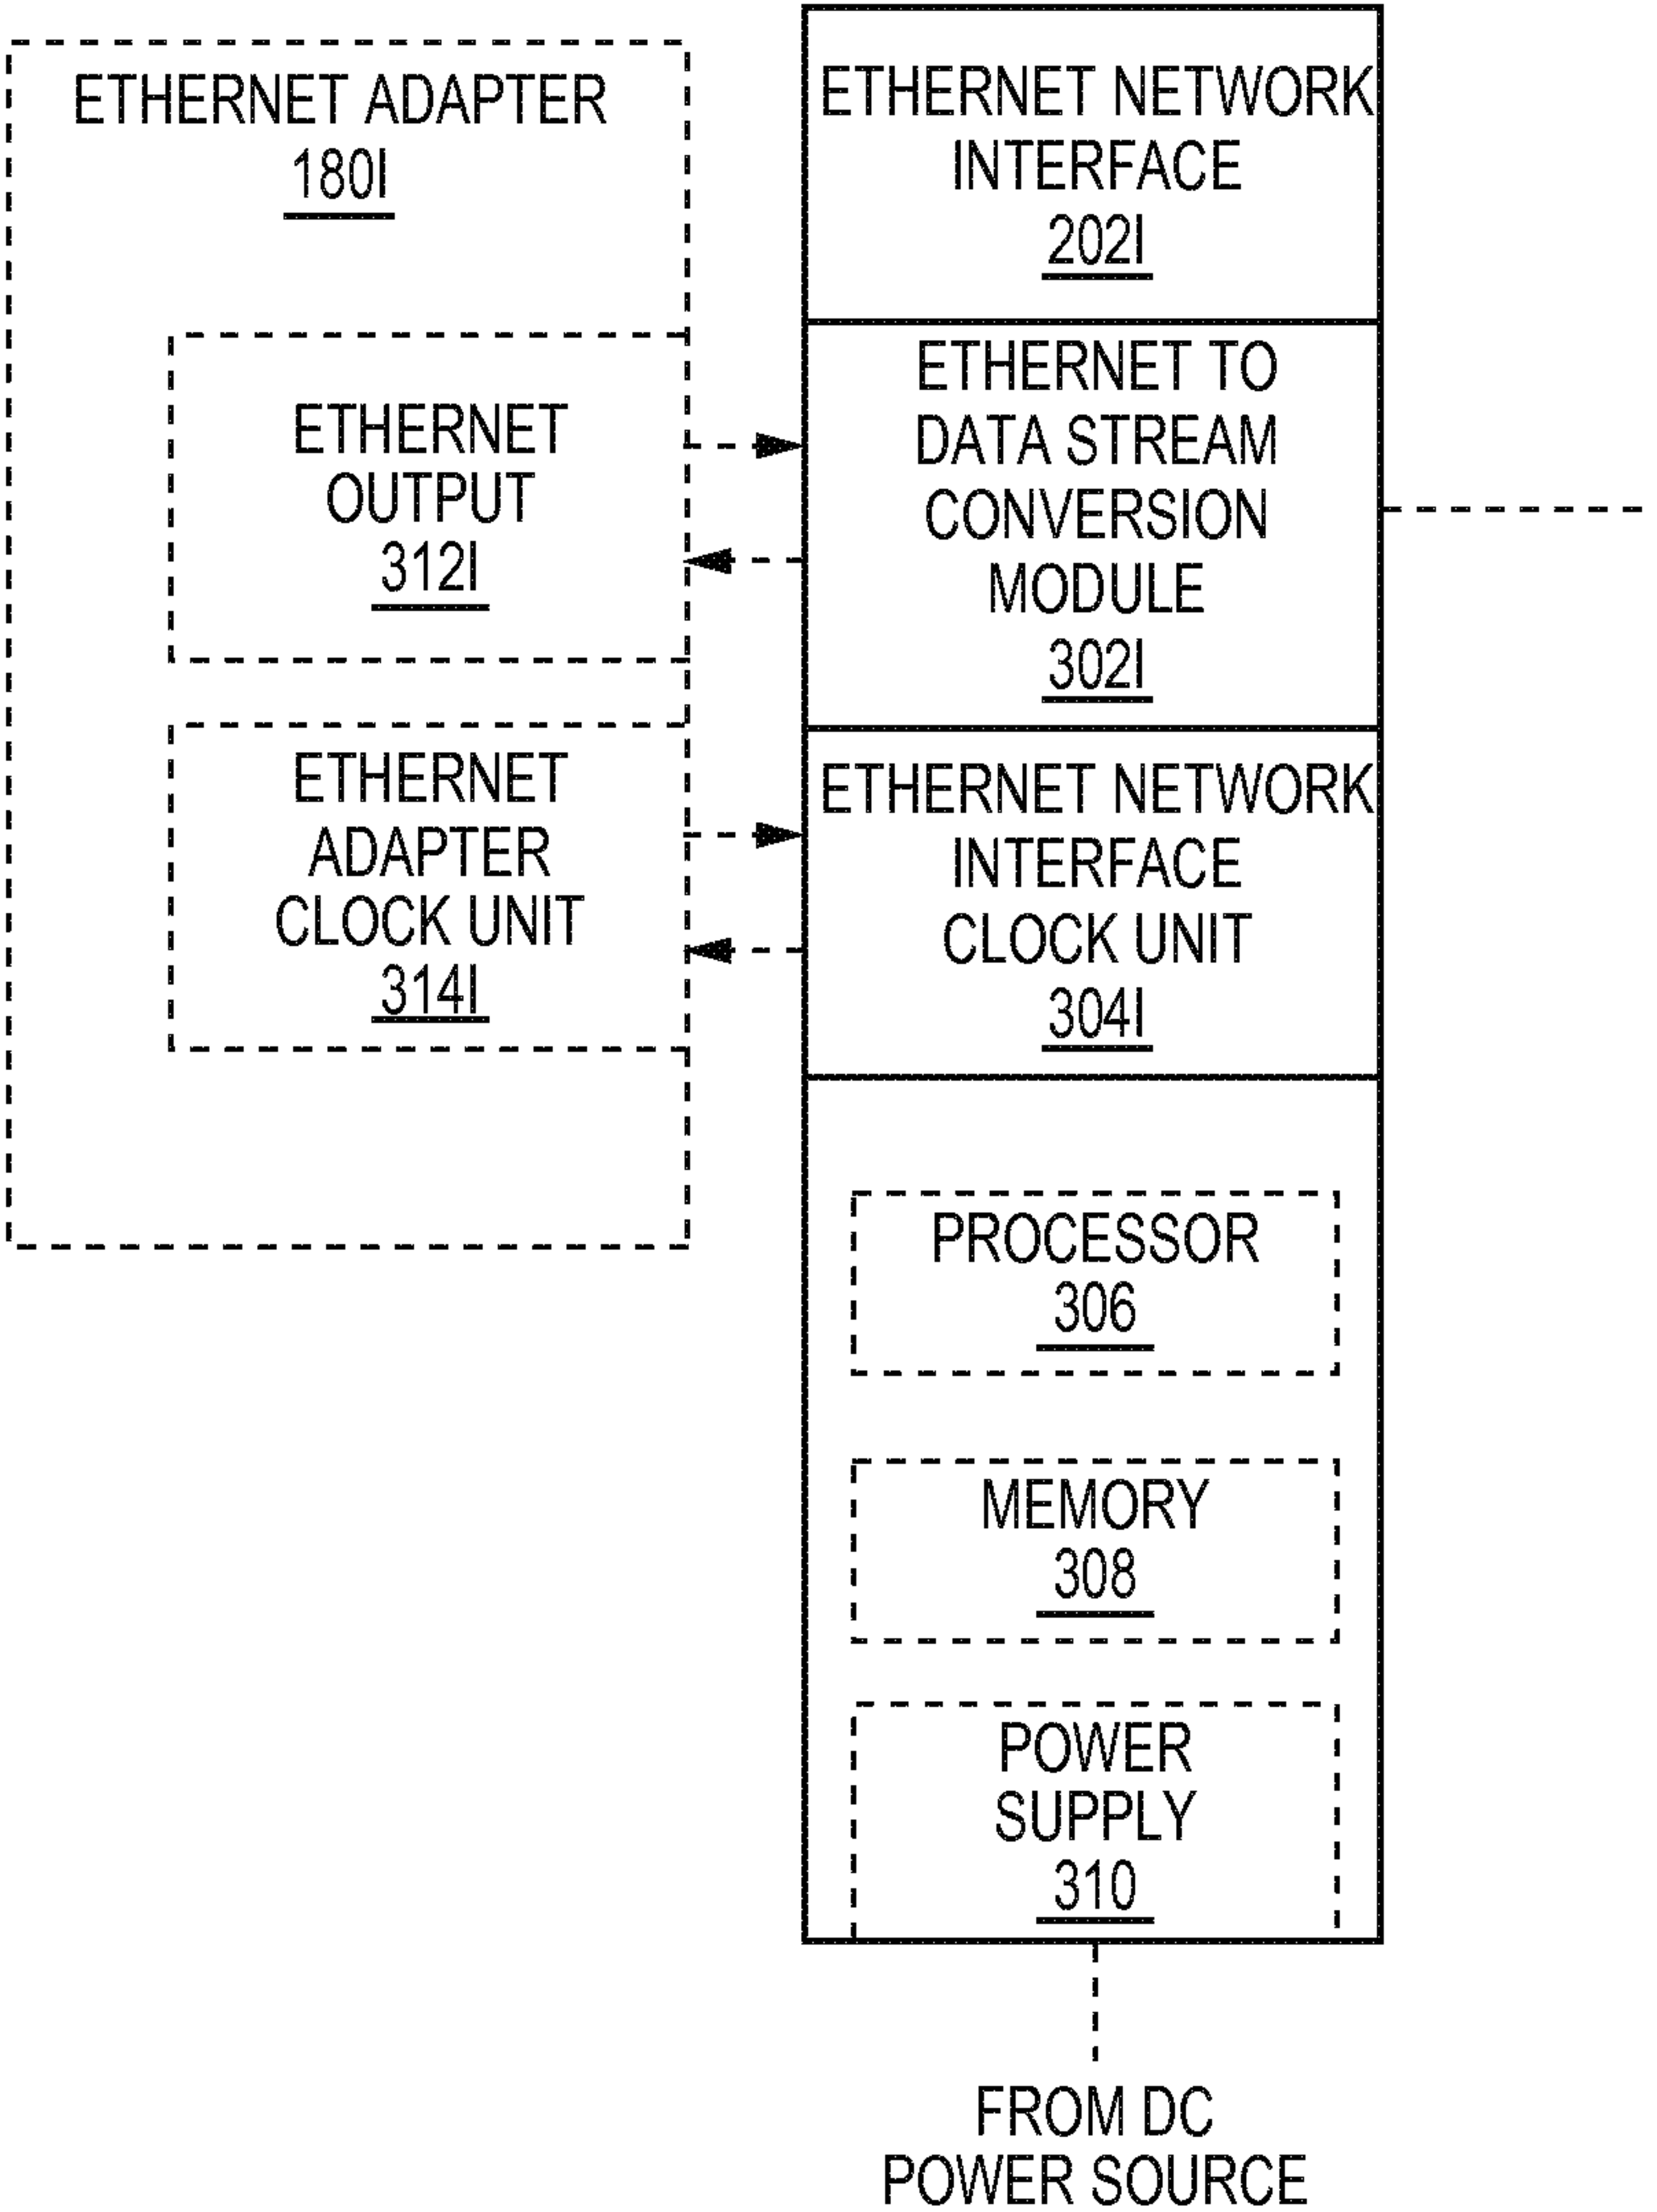 ETHERNET ADAPTER
180I
ETHERNET
OUTPUT
312I
ETHERNET
ADAPTER
CLOCK UNIT
314I
ETHERNET NETWORK
INTERFACE
202I
ETHERNET TO
DATA STREAM
CONVERSION
MODULE
302I
ETHERNET NETWORK
INTERFACE
CLOCK UNIT
304I
PROCESSOR
306
MEMORY
308
POWER
SUPPLY
310
FROM DC
POWER SOURCE